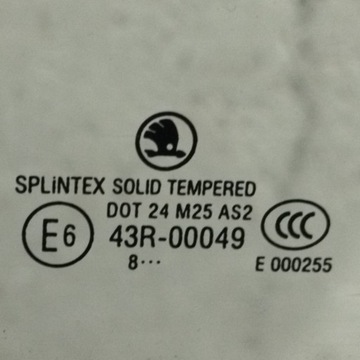 SPLiNTEX SOLID TEMPERED
DOT 24 M25 AS2
E6 43R-00049 CCC
8··· E 000255